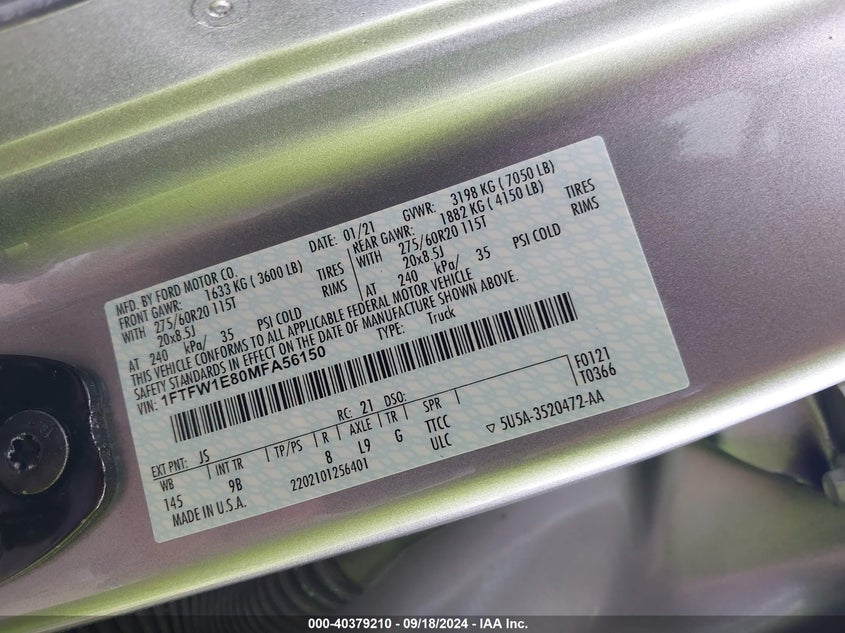 MFD. BY FORD MOTOR CO. DATE: 01/21 GVWR: 3198 KG ( 7050 LB)
FRONT GAWR: 1633 KG ( 3600 LB) REAR GAWR: 1882 KG ( 4150 LB)
WITH 275/60R20 115T TIRES WITH 275/60R20 115T TIRES
20x8.5J RIMS 20x8.5J RIMS
AT 240 kPa/ 35 PSI COLD AT 240 kPa/ 35 PSI COLD
THIS VEHICLE CONFORMS TO ALL APPLICABLE FEDERAL MOTOR VEHICLE
SAFETY STANDARDS IN EFFECT ON THE DATE OF MANUFACTURE SHOWN ABOVE.
VIN: 1FTFW1E80MFA56150 TYPE: Truck
EXT PNT: JS RC: 21 DSO: F0121
WB INT TR TP/PS R AXLE TR SPR T0366
145 9B 8 L9 G TTCC
2202101256401 ULC 5U5A-3520472-AA
MADE IN U.S.A.
000-40379210 - 09/18/2024 - IAA Inc.